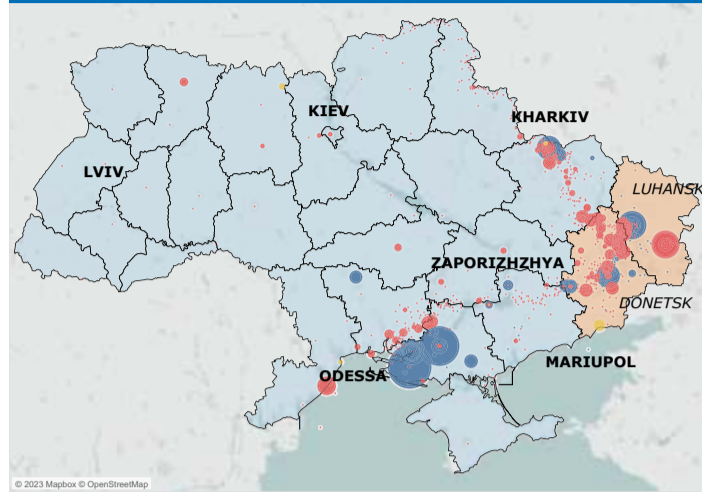 KIEV
KHARKIV
LVIV
LUHANSK
ZAPORIZHZHYA
DONETSK
MARIUPOL
ODESSA
© 2023 Mapbox © OpenStreetMap